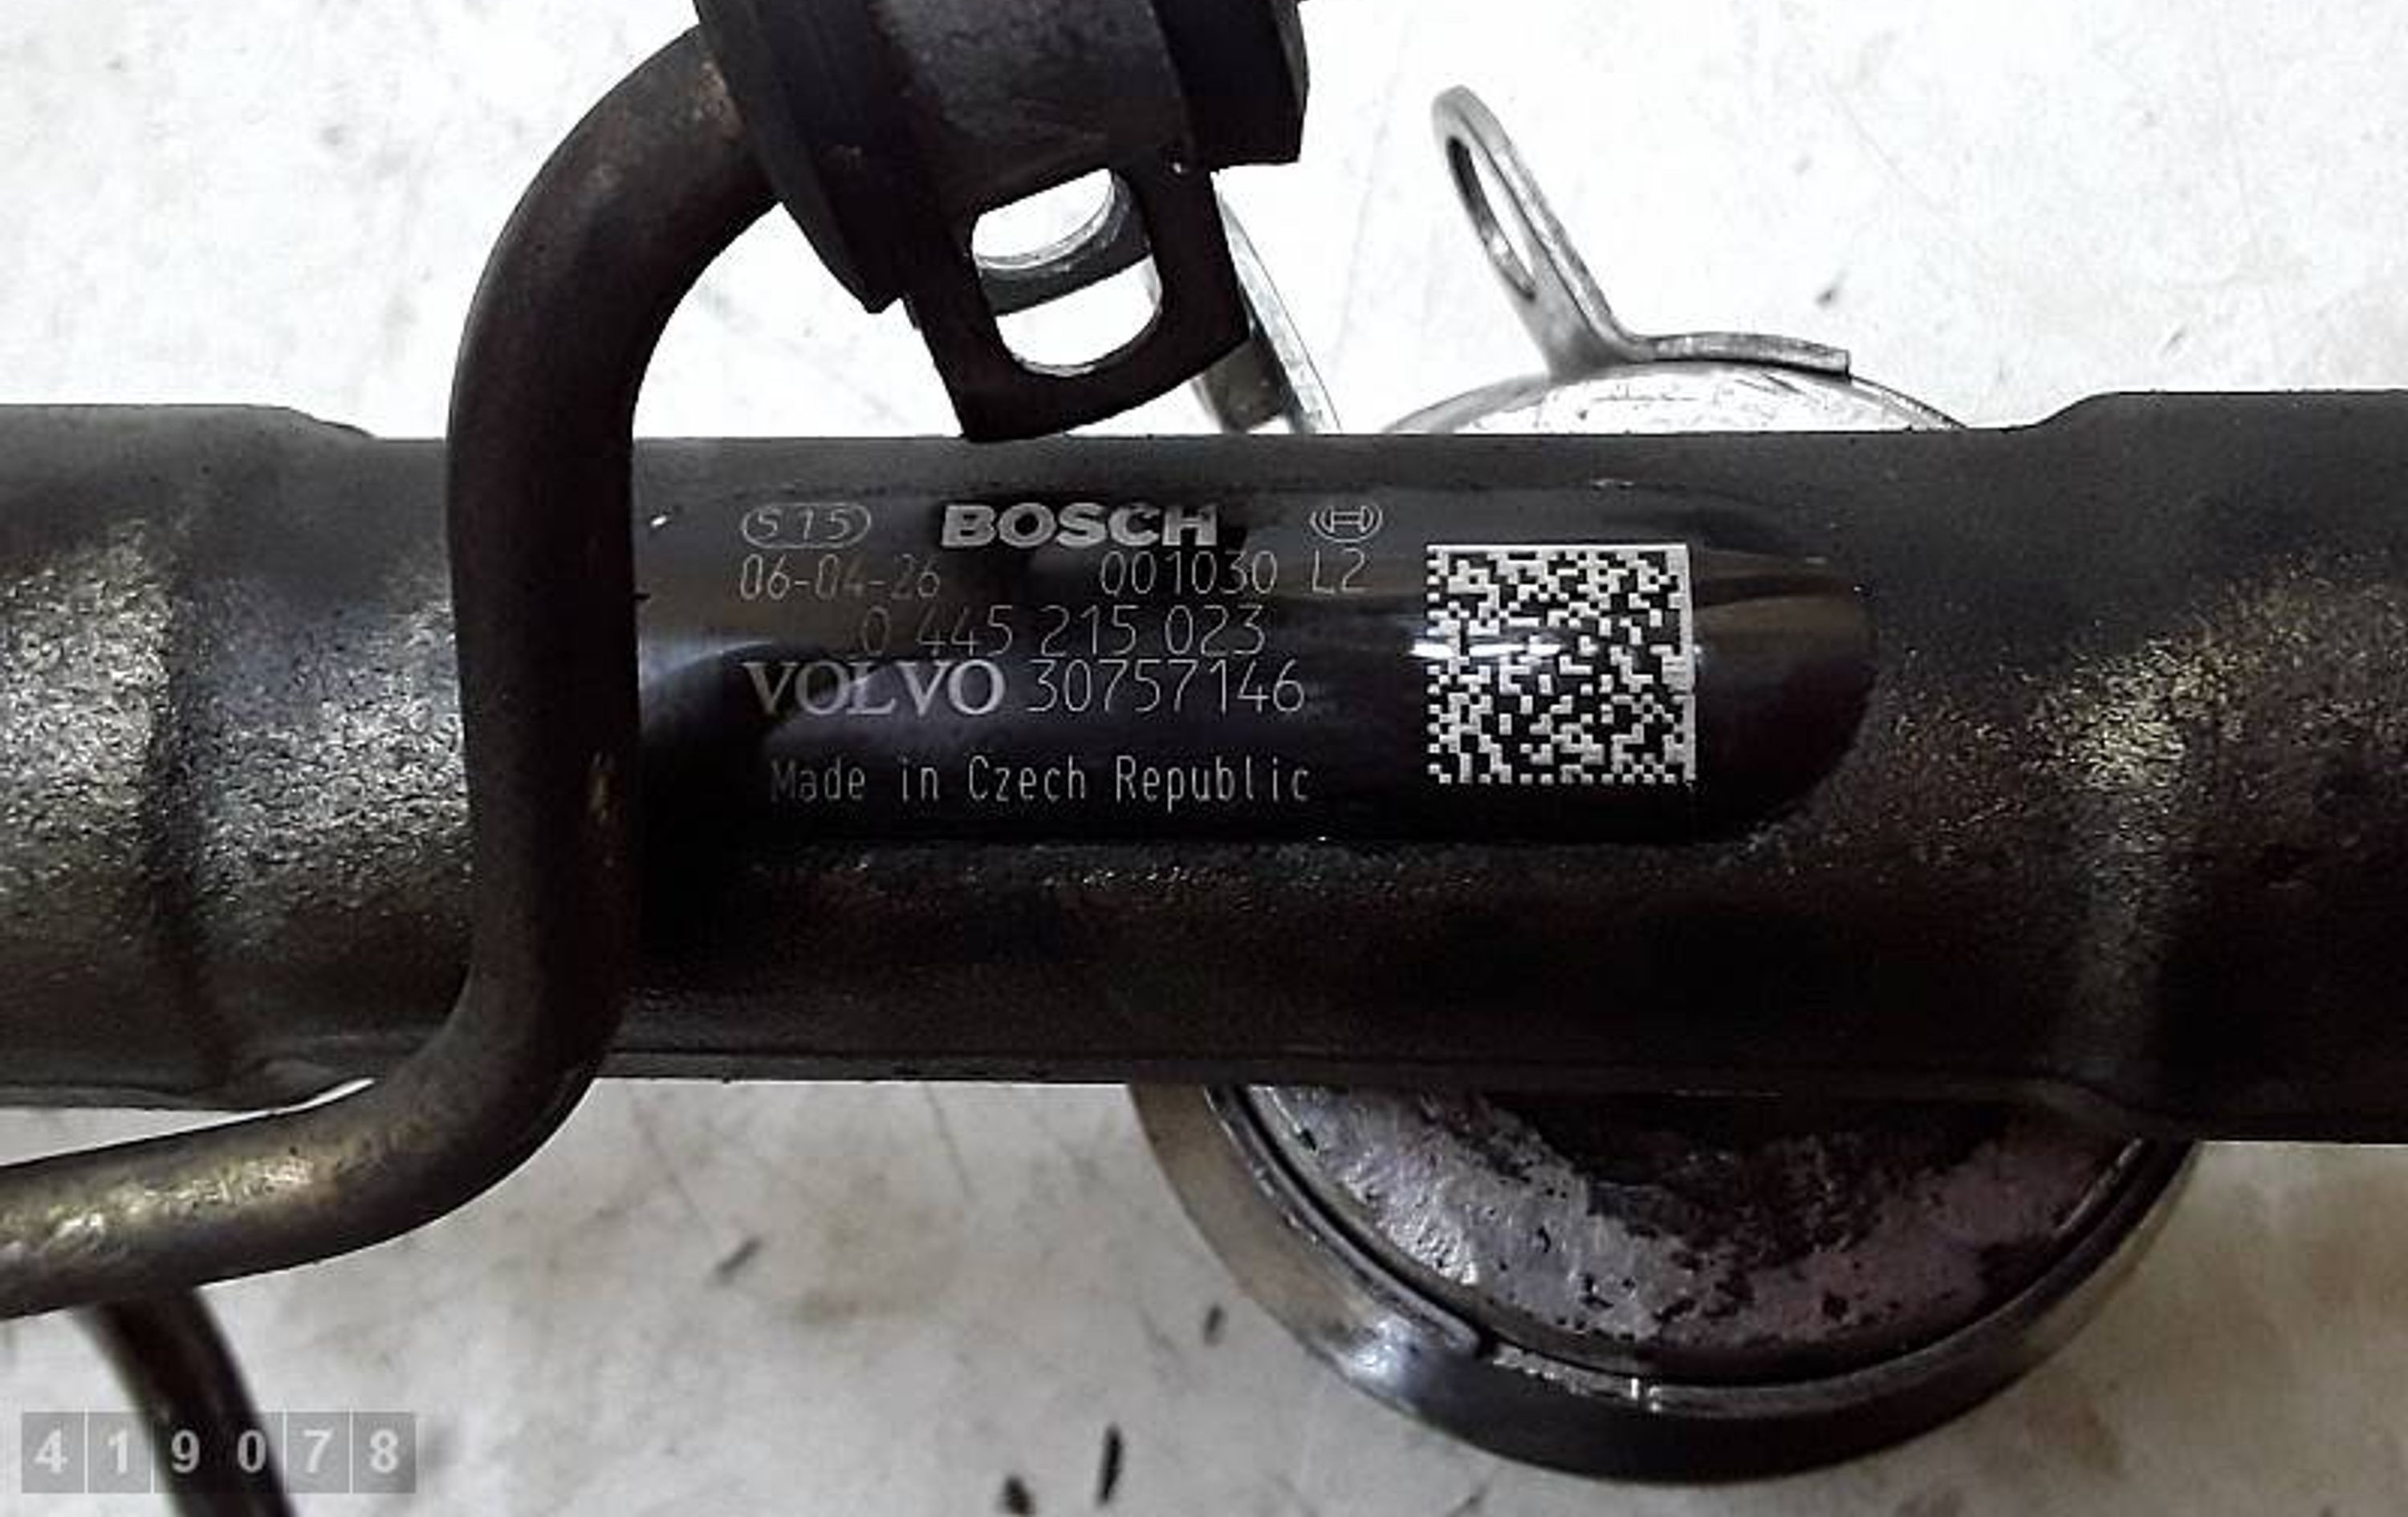 515 BOSCH
06-04-26 001030 L2
0 445 215 023
VOLVO 30757146
Made in Czech Republic
419078